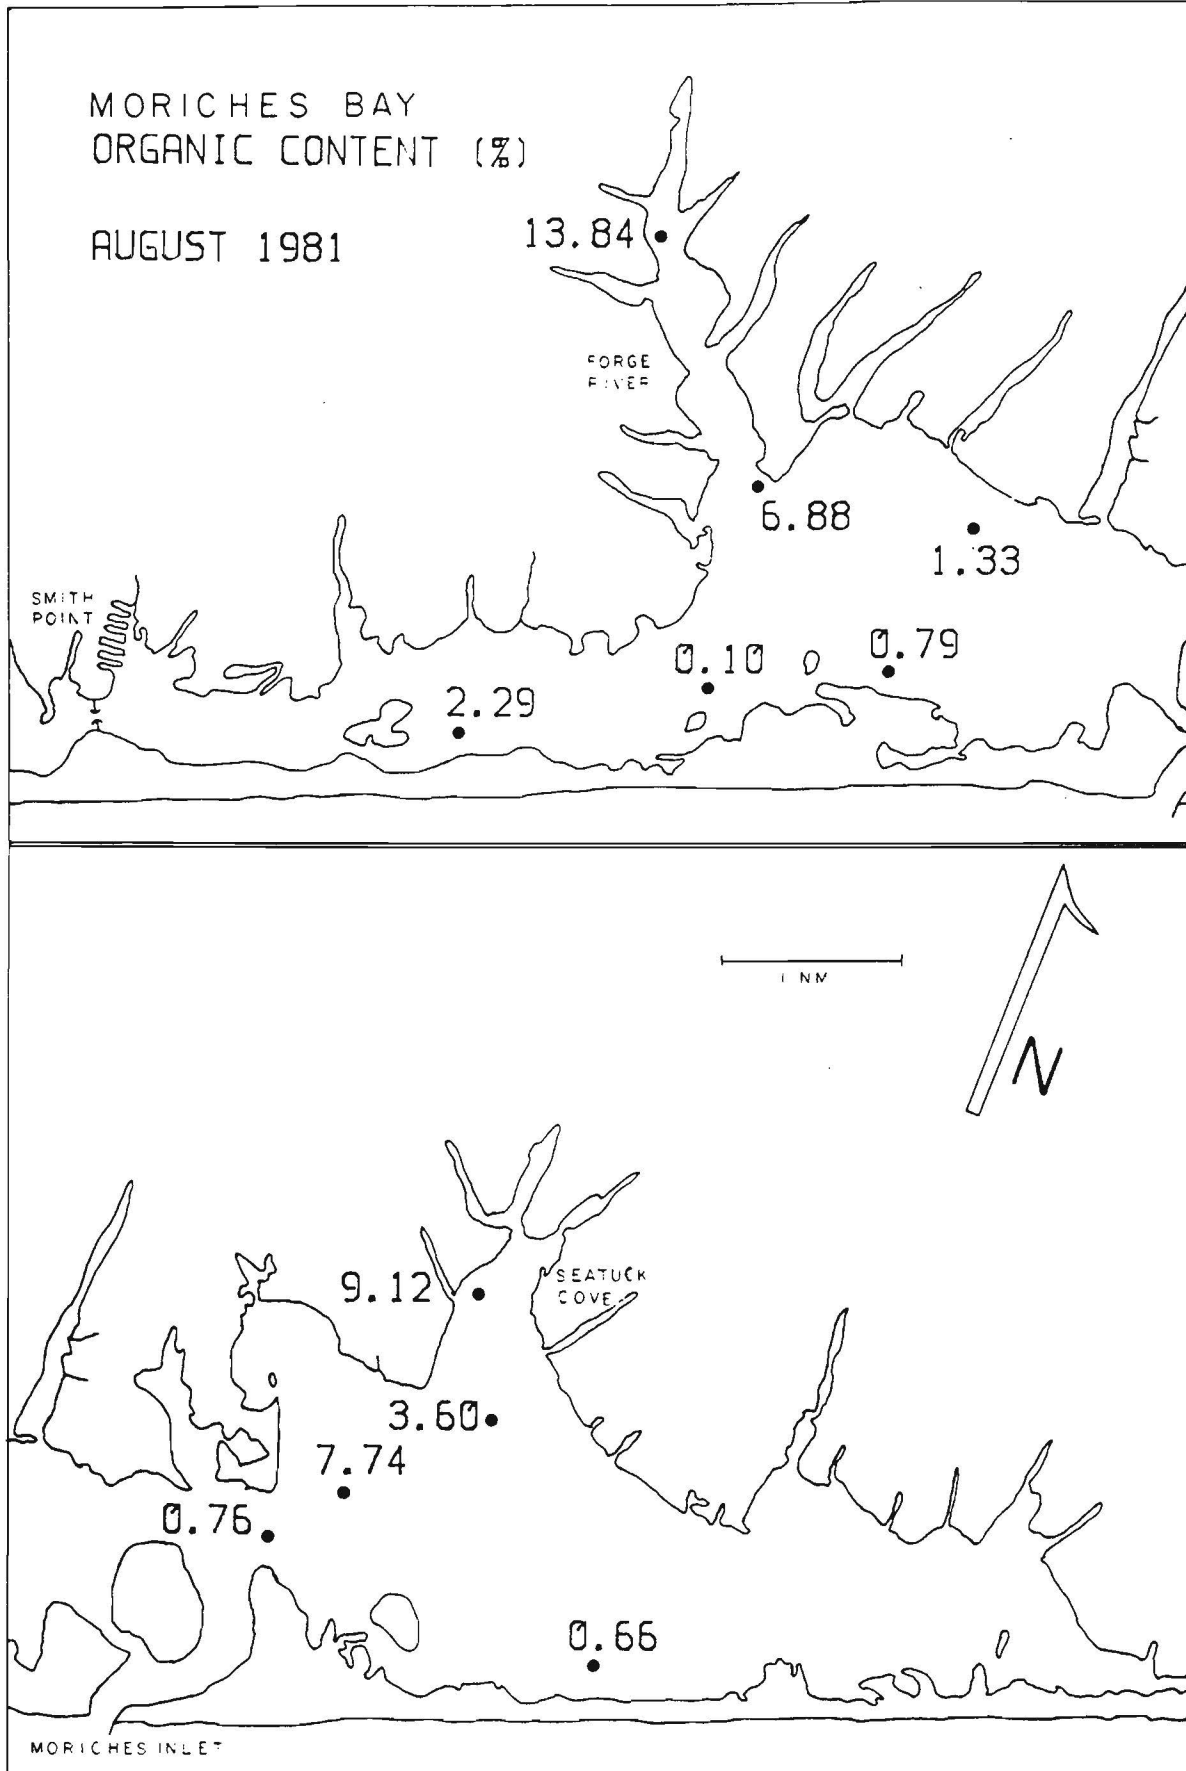 MORICHES BAY
ORGANIC CONTENT (%)
AUGUST 1981
13.84
FORGE
RIVER
6.88
1.33
SMITH
POINT
0.10
0.79
2.29
1 NM
N
9.12
SEATUCK
COVE
3.60
7.74
0.76
0.66
MORICHES INLET